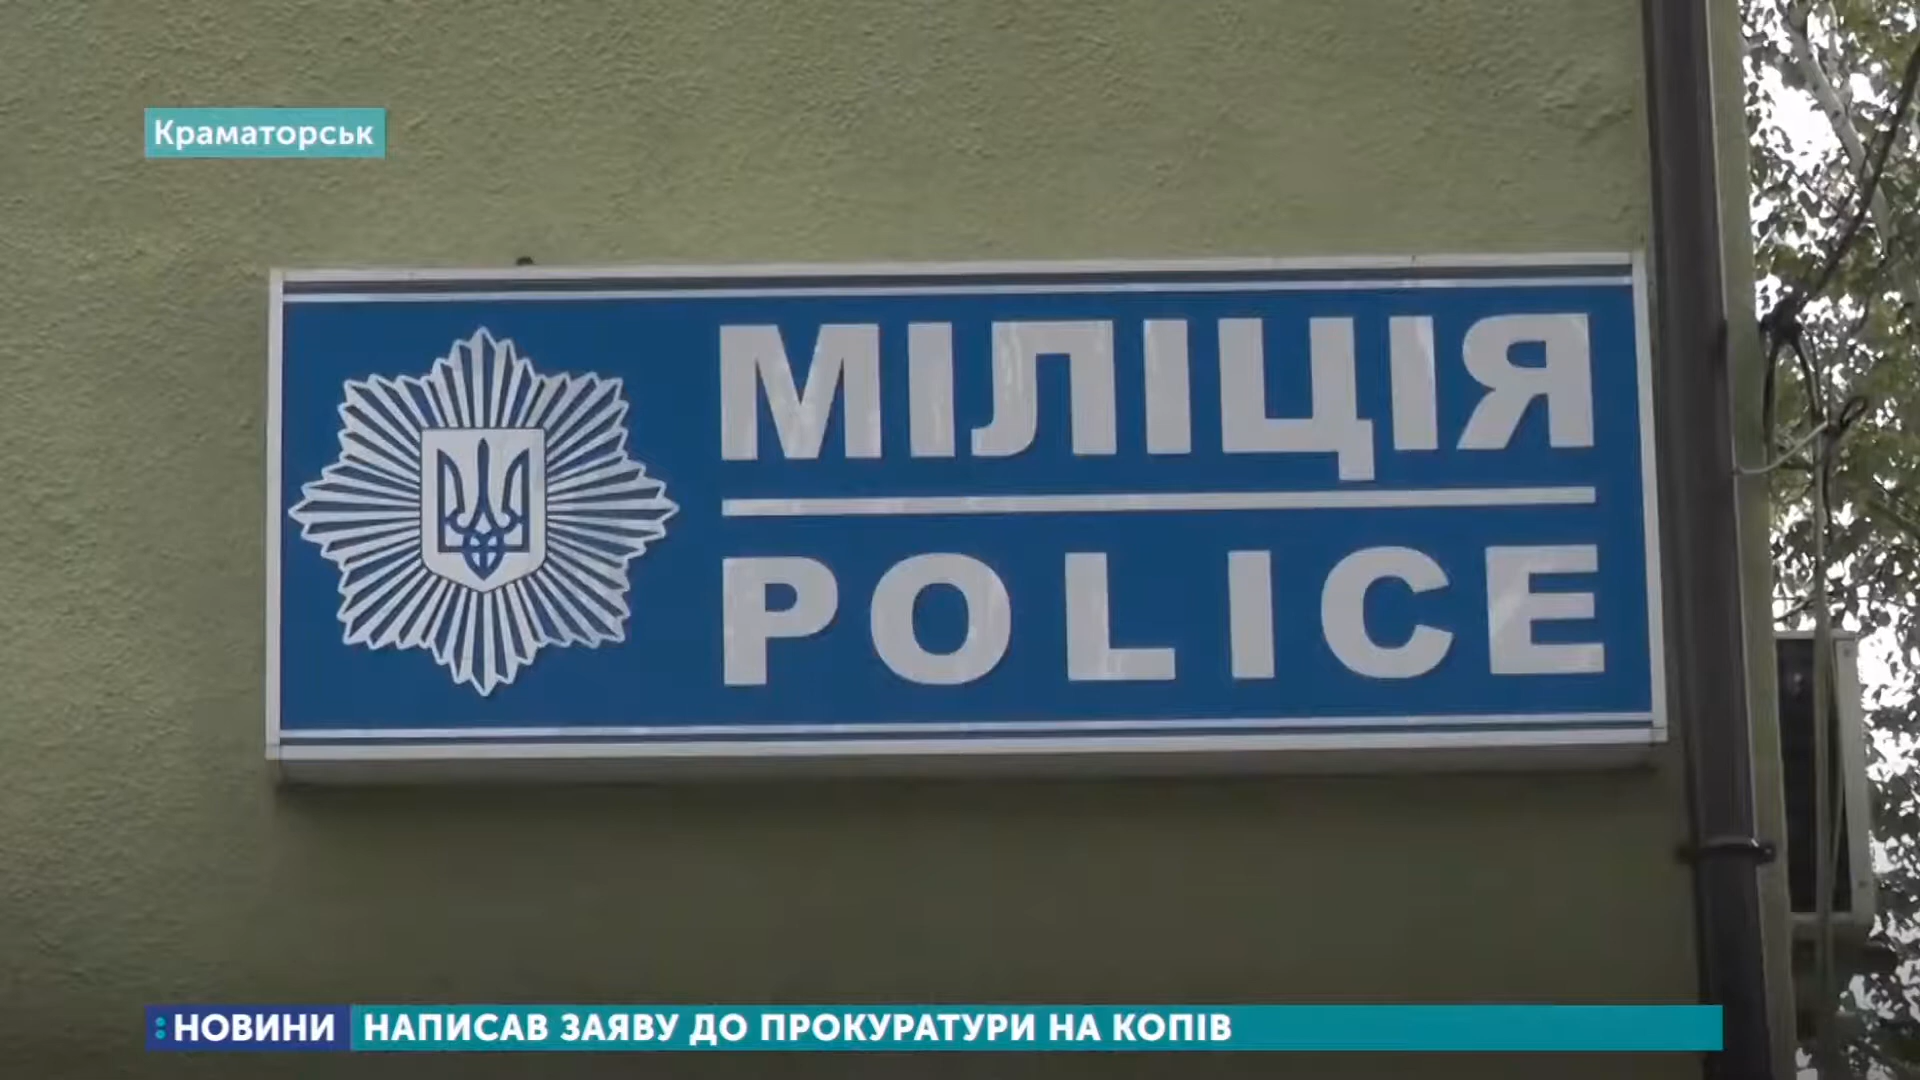 Краматорськ
МІЛІЦІЯ
POLICE
:НОВИНИ НАПИСАВ ЗАЯВУ ДО ПРОКУРАТУРИ НА КОПІВ